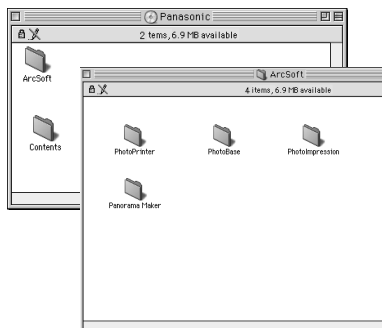 Panasonic
2 tems, 6.9 MB available
ArcSoft
Contents
ArcSoft
4 items, 6.9 MB available
PhotoPrinter
PhotoBase
PhotoImpression
Panorama Maker